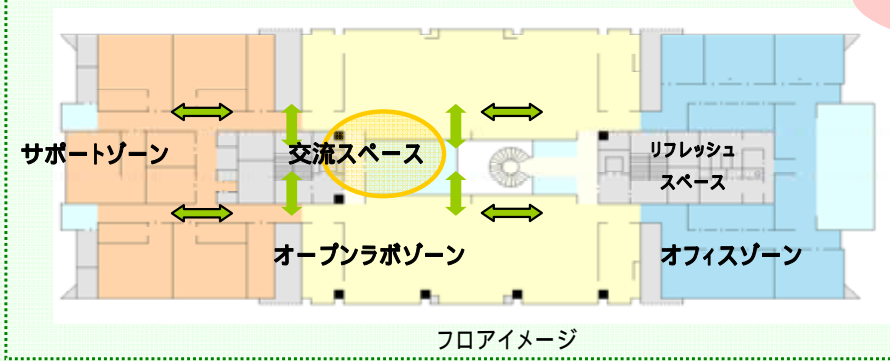 サポートゾーン
交流スペース
リフレッシュ
スペース
オープンラボゾーン
オフィスゾーン
フロアイメージ